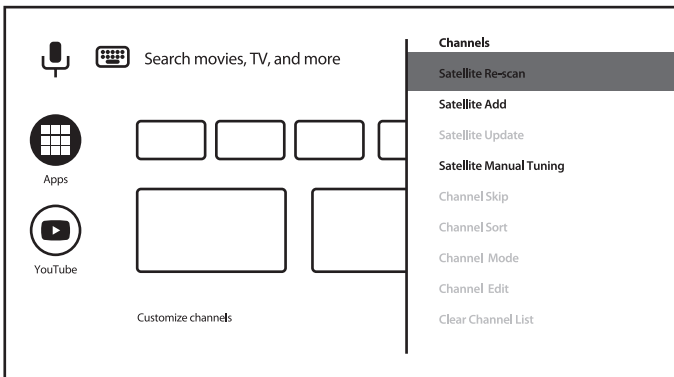 Search movies, TV, and more
Apps
YouTube
Customize channels
Channels
Satellite Re-scan
Satellite Add
Satellite Update
Satellite Manual Tuning
Channel Skip
Channel Sort
Channel Mode
Channel Edit
Clear Channel List